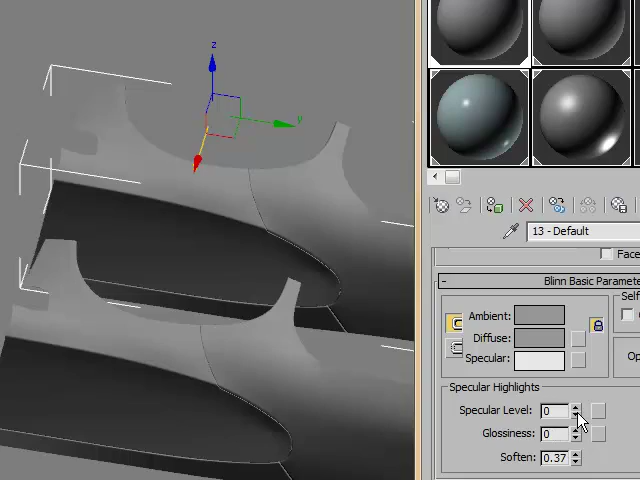 z
y
13 - Default
Face
- Blinn Basic Paramete
Self
Ambient:
Diffuse:
Specular:
Op
Specular Highlights
Specular Level: 0
Glossiness: 0
Soften: 0.37